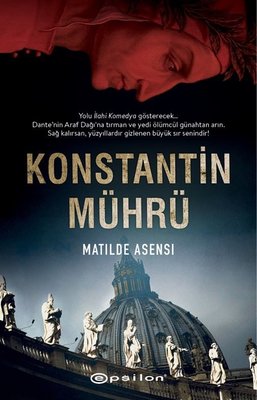 Yolu İlahi Komedya gösterecek...
Dante'nin Araf Dağı'na tırman ve yedi ölümcül günahtan arın.
Sağ kalırsan, yüzyıllardır gizlenen büyük sır senindir!
KONSTANTİN
MÜHRÜ
MATILDE ASENSI
epsilon